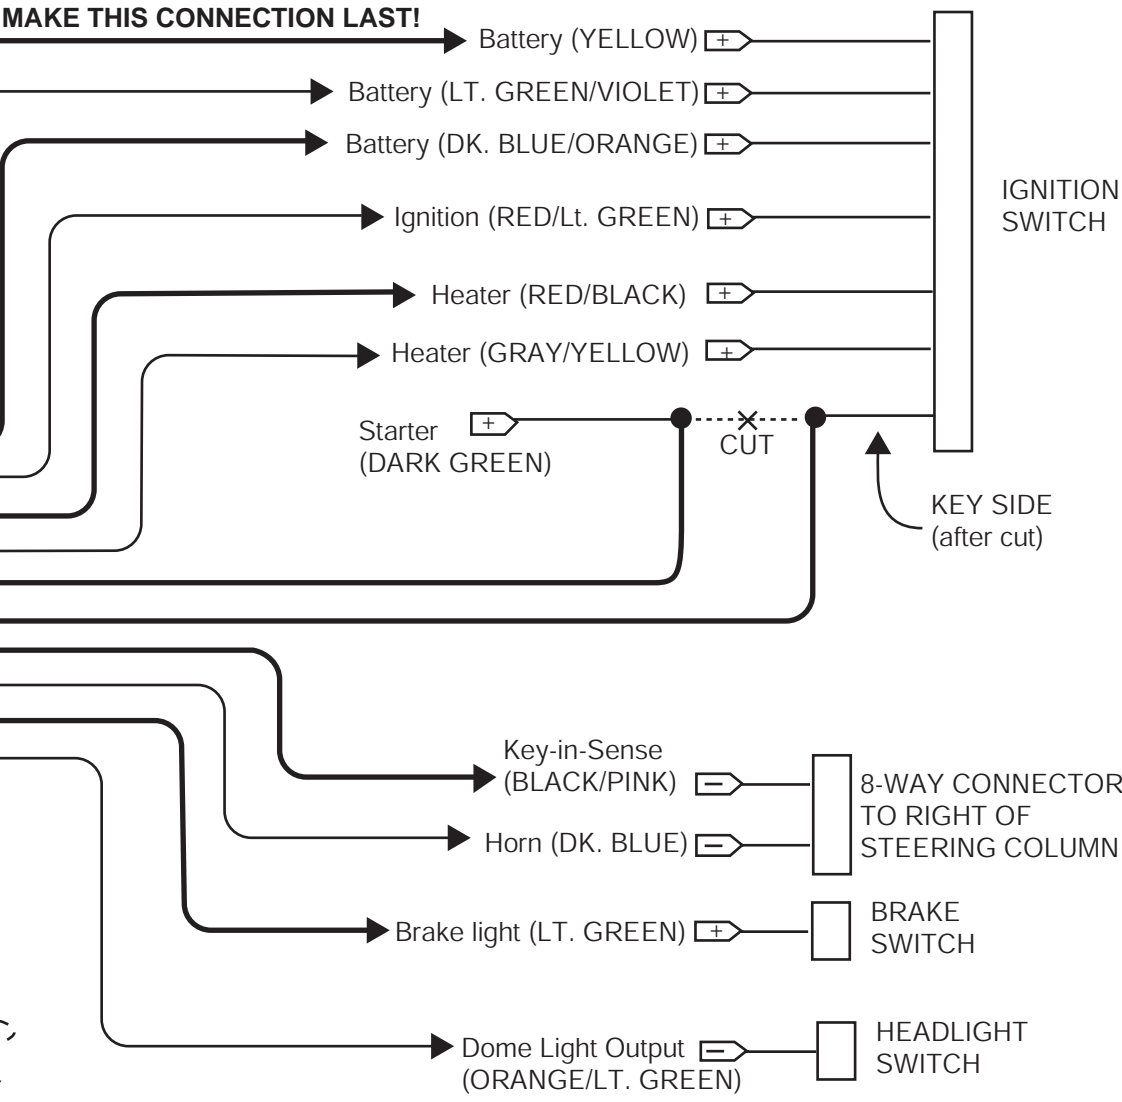 MAKE THIS CONNECTION LAST!
Battery (YELLOW) +
Battery (LT. GREEN/VIOLET) +
Battery (DK. BLUE/ORANGE) +
IGNITION
SWITCH
Ignition (RED/Lt. GREEN) +
Heater (RED/BLACK) +
Heater (GRAY/YELLOW) +
Starter +
(DARK GREEN)
CUT
KEY SIDE
(after cut)
Key-in-Sense
(BLACK/PINK) −
8-WAY CONNECTOR
TO RIGHT OF
STEERING COLUMN
Horn (DK. BLUE) −
Brake light (LT. GREEN) +
BRAKE
SWITCH
Dome Light Output −
(ORANGE/LT. GREEN)
HEADLIGHT
SWITCH